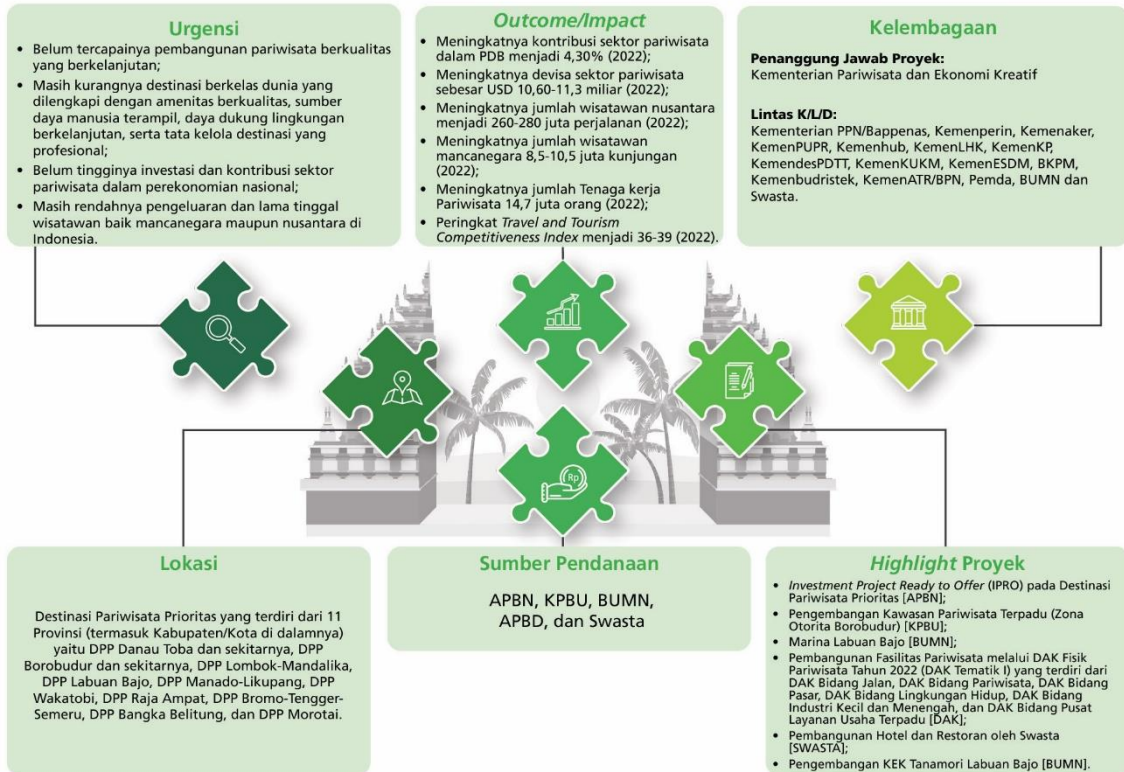 Urgensi
• Belum tercapainya pembangunan pariwisata berkualitas
yang berkelanjutan;
• Masih kurangnya destinasi berkelas dunia yang
dilengkapi dengan amenitas berkualitas, sumber
daya manusia terampil, daya dukung lingkungan
berkelanjutan, serta tata kelola destinasi yang
profesional;
• Belum tingginya investasi dan kontribusi sektor
pariwisata dalam perekonomian nasional;
• Masih rendahnya pengeluaran dan lama tinggal
wisatawan baik mancanegara maupun nusantara di
Indonesia.
Outcome/Impact
• Meningkatnya kontribusi sektor pariwisata
dalam PDB menjadi 4,30% (2022);
• Meningkatnya devisa sektor pariwisata
sebesar USD 10,60-11,3 miliar (2022);
• Meningkatnya jumlah wisatawan nusantara
menjadi 260-280 juta perjalanan (2022);
• Meningkatnya jumlah wisatawan
mancanegara 8,5-10,5 juta kunjungan
(2022);
• Meningkatnya jumlah Tenaga kerja
Pariwisata 14,7 juta orang (2022);
• Peringkat Travel and Tourism
Competitiveness Index menjadi 36-39 (2022).
Kelembagaan
Penanggung Jawab Proyek:
Kementerian Pariwisata dan Ekonomi Kreatif
Lintas K/L/D:
Kementerian PPN/Bappenas, Kemenperin, Kemenaker,
KemenPUPR, Kemenhub, KemenLHK, KemenKP,
KemendesPDTT, KemenKUKM, KemenESDM, BKPM,
Kemenbudristek, KemenATR/BPN, Pemda, BUMN dan
Swasta.
Rp
Lokasi
Destinasi Pariwisata Prioritas yang terdiri dari 11
Provinsi (termasuk Kabupaten/Kota di dalamnya)
yaitu DPP Danau Toba dan sekitarnya, DPP
Borobudur dan sekitarnya, DPP Lombok-Mandalika,
DPP Labuan Bajo, DPP Manado-Likupang, DPP
Wakatobi, DPP Raja Ampat, DPP Bromo-Tengger-
Semeru, DPP Bangka Belitung, dan DPP Morotai.
Sumber Pendanaan
APBN, KPBU, BUMN,
APBD, dan Swasta
Highlight Proyek
• Investment Project Ready to Offer (IPRO) pada Destinasi
Pariwisata Prioritas [APBN];
• Pengembangan Kawasan Pariwisata Terpadu (Zona
Otorita Borobudur) [KPBU];
• Marina Labuan Bajo [BUMN];
• Pembangunan Fasilitas Pariwisata melalui DAK Fisik
Pariwisata Tahun 2022 (DAK Tematik I) yang terdiri dari
DAK Bidang Jalan, DAK Bidang Pariwisata, DAK Bidang
Pasar, DAK Bidang Lingkungan Hidup, DAK Bidang
Industri Kecil dan Menengah, dan DAK Bidang Pusat
Layanan Usaha Terpadu [DAK];
• Pembangunan Hotel dan Restoran oleh Swasta
[SWASTA];
• Pengembangan KEK Tanamori Labuan Bajo [BUMN].